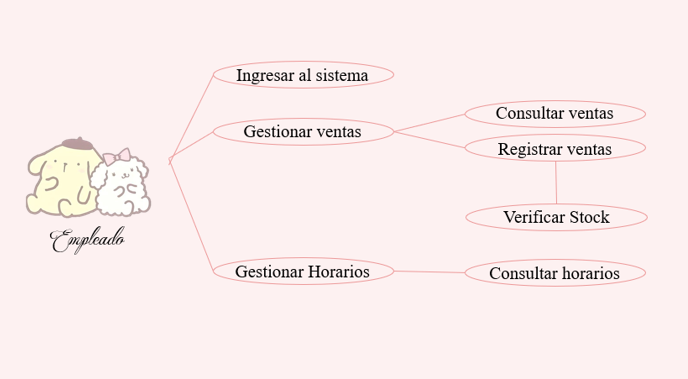 Ingresar al sistema
Gestionar ventas
Consultar ventas
Registrar ventas
Verificar Stock
Empleado
Gestionar Horarios
Consultar horarios